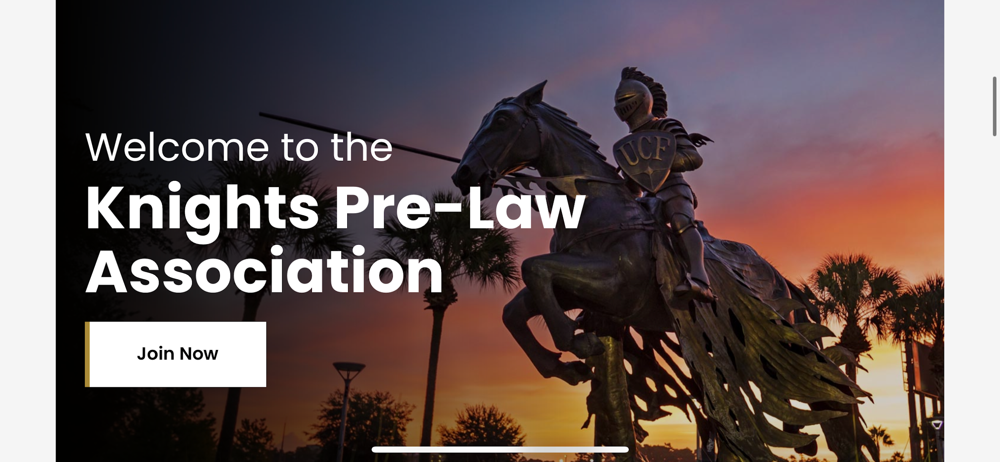 Welcome to the
Knights Pre-Law
Association
Join Now
UCF